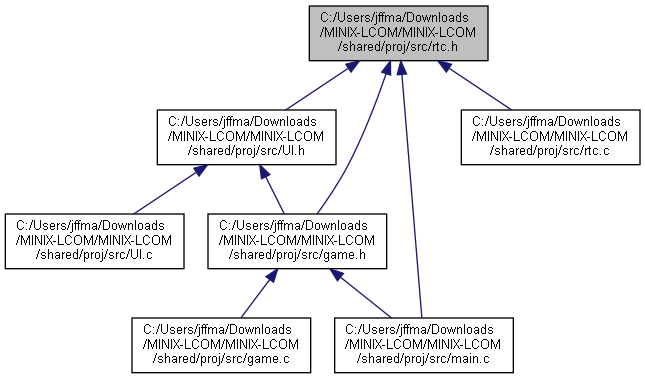 C:/Users/jffma/Downloads
/MINIX-LCOM/MINIX-LCOM
/shared/proj/src/rtc.h
C:/Users/jffma/Downloads
/MINIX-LCOM/MINIX-LCOM
/shared/proj/src/UI.h
C:/Users/jffma/Downloads
/MINIX-LCOM/MINIX-LCOM
/shared/proj/src/rtc.c
C:/Users/jffma/Downloads
/MINIX-LCOM/MINIX-LCOM
/shared/proj/src/UI.c
C:/Users/jffma/Downloads
/MINIX-LCOM/MINIX-LCOM
/shared/proj/src/game.h
C:/Users/jffma/Downloads
/MINIX-LCOM/MINIX-LCOM
/shared/proj/src/game.c
C:/Users/jffma/Downloads
/MINIX-LCOM/MINIX-LCOM
/shared/proj/src/main.c